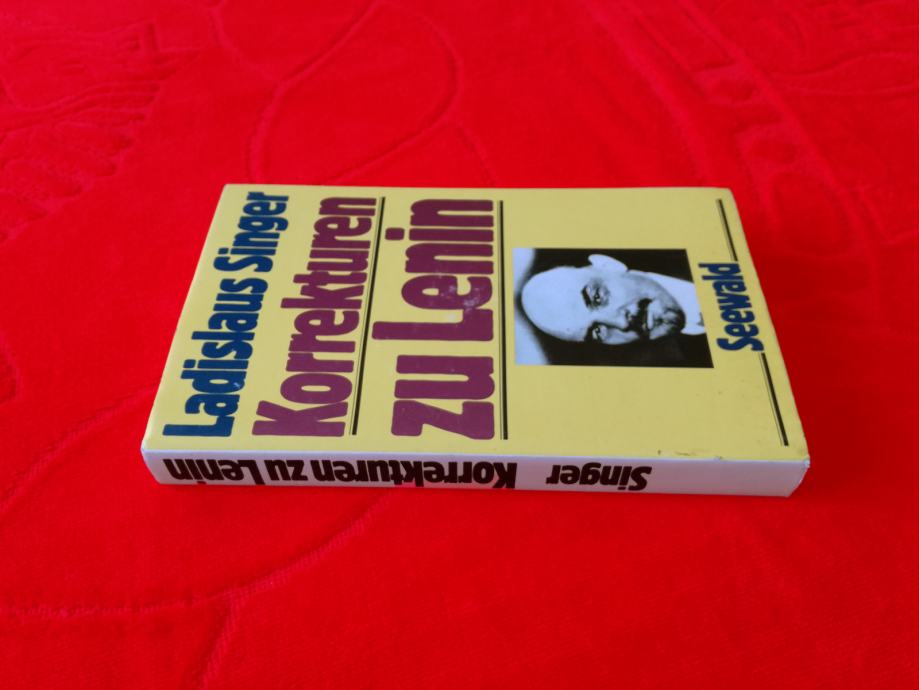 Ladislaus Singer
Korrekturen
zu Lenin
Seewald
Singer Korrekturen zu Lenin